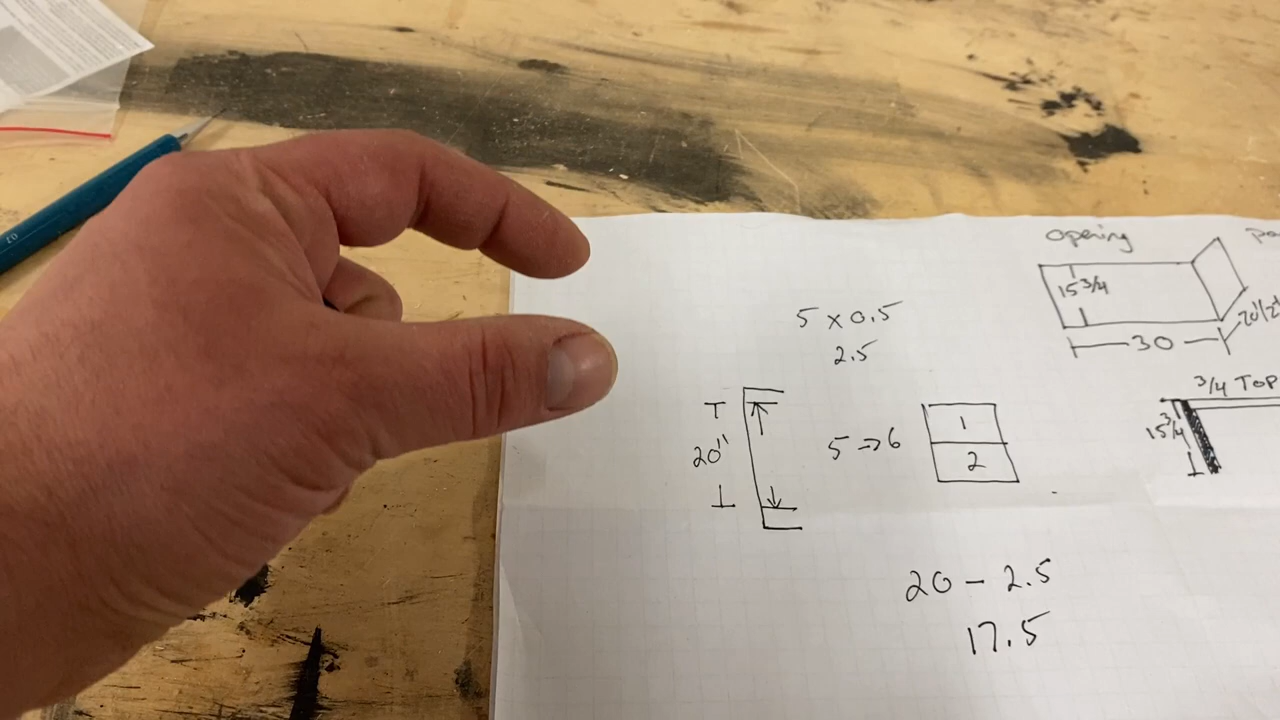 opening
15 3/4
30
20 1/2"
5 x 0.5
2.5
3/4 TOP
15 3/4
T
20"
5 => 6
1
2
20 - 2.5
17.5